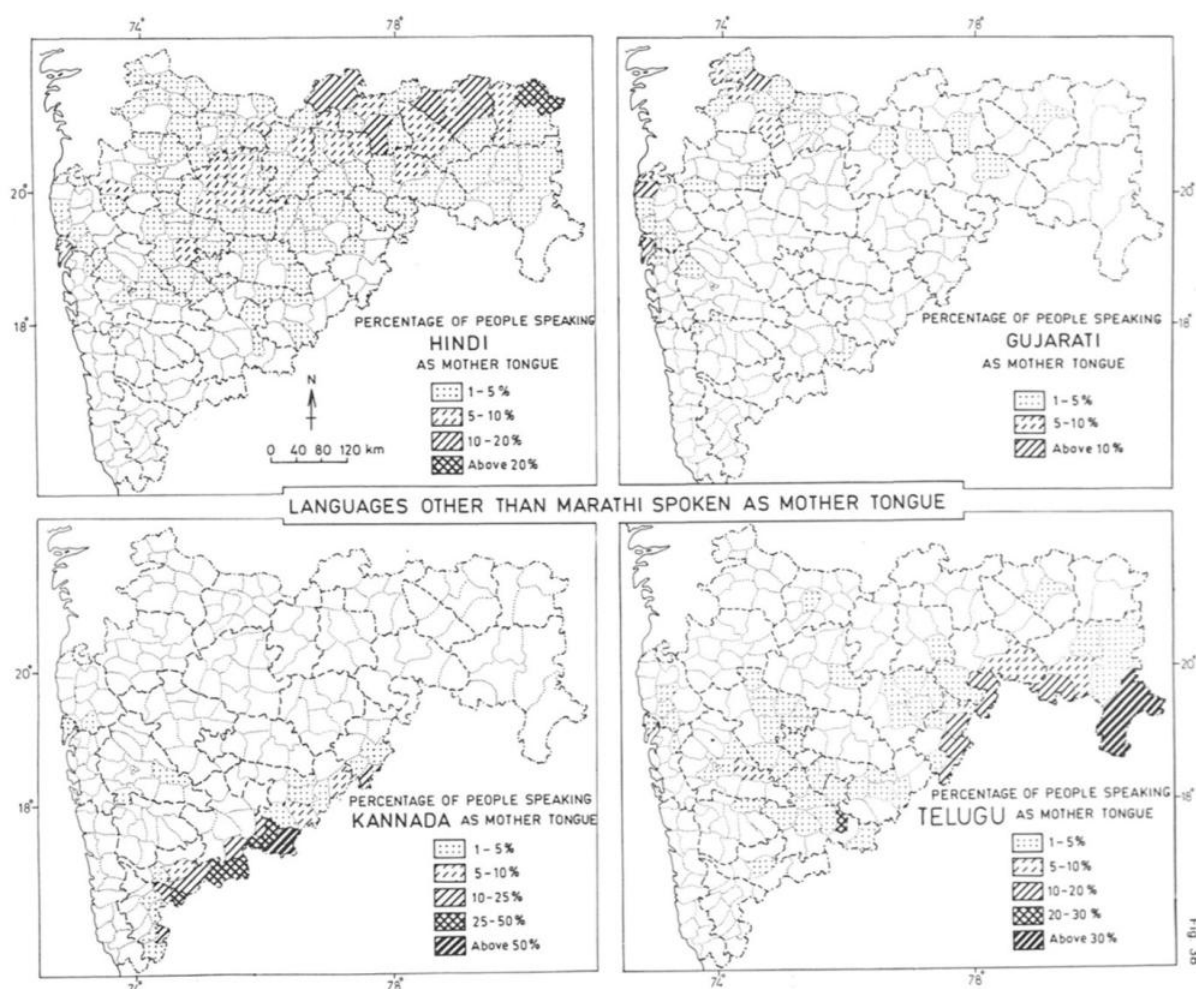 74°
78°
20°
18°
PERCENTAGE OF PEOPLE SPEAKING
HINDI
AS MOTHER TONGUE
N
1–5%
5–10%
10–20%
Above 20%
0 40 80 120 km
74°
78°
20°
18°
PERCENTAGE OF PEOPLE SPEAKING
GUJARATI
AS MOTHER TONGUE
1–5%
5–10%
Above 10%
LANGUAGES OTHER THAN MARATHI SPOKEN AS MOTHER TONGUE
20°
18°
PERCENTAGE OF PEOPLE SPEAKING
KANNADA AS MOTHER TONGUE
1–5%
5–10%
10–25%
25–50%
Above 50%
74°
78°
20°
18°
PERCENTAGE OF PEOPLE SPEAKING
TELUGU AS MOTHER TONGUE
1–5%
5–10%
10–20%
20–30%
Above 30%
74°
78°
Fig 38